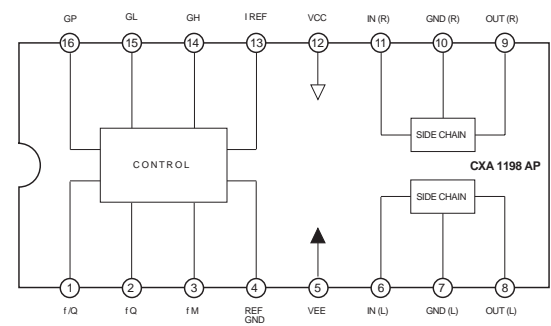 GP GL GH I REF VCC IN (R) GND (R) OUT (R)
16 15 14 13 12 11 10 9
SIDE CHAIN
CONTROL
CXA 1198 AP
SIDE CHAIN
1 2 3 4 5 6 7 8
f /Q f Q f M REF GND VEE IN (L) GND (L) OUT (L)